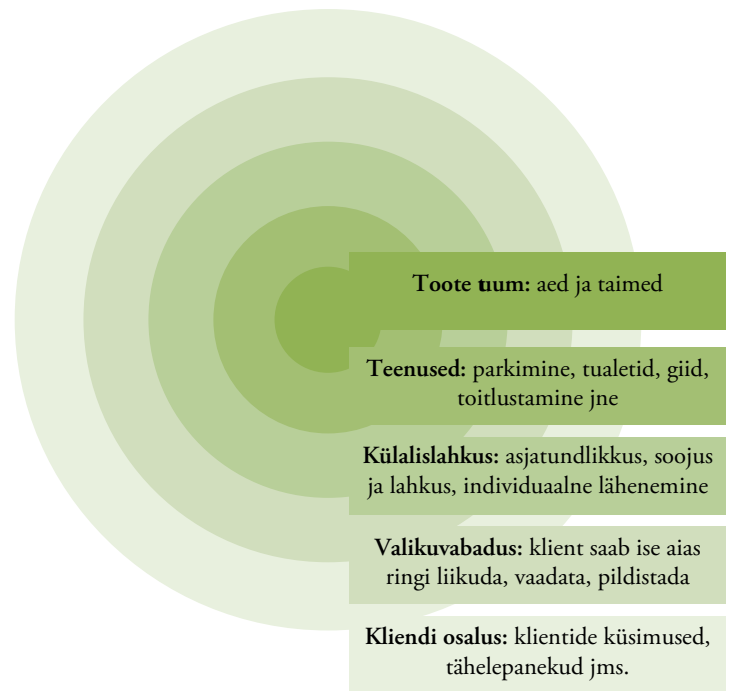 Toote tuum: aed ja taimed
Teenused: parkimine, tualetid, giid,
toitlustamine jne
Külalislahkus: asjatundlikkus, soojus
ja lahkus, individuaalne lähenemine
Valikuvabadus: klient saab ise aias
ringi liikuda, vaadata, pildistada
Kliendi osalus: klientide küsimused,
tähelepanekud jms.